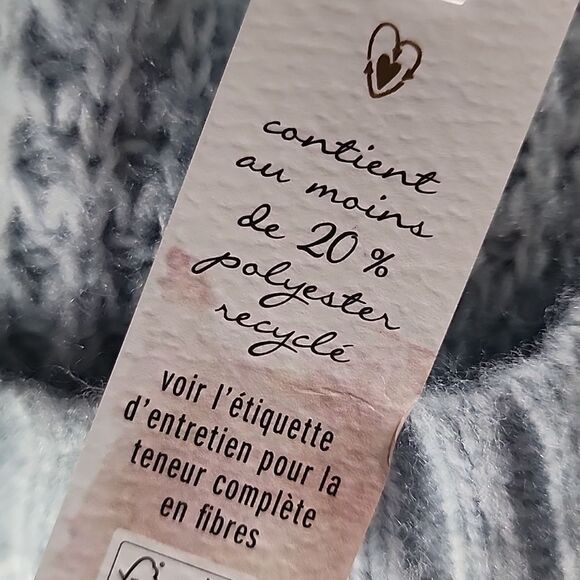 contient
au moins
de 20 %
polyester
recyclé
voir l'étiquette
d'entretien pour la
teneur complète
en fibres